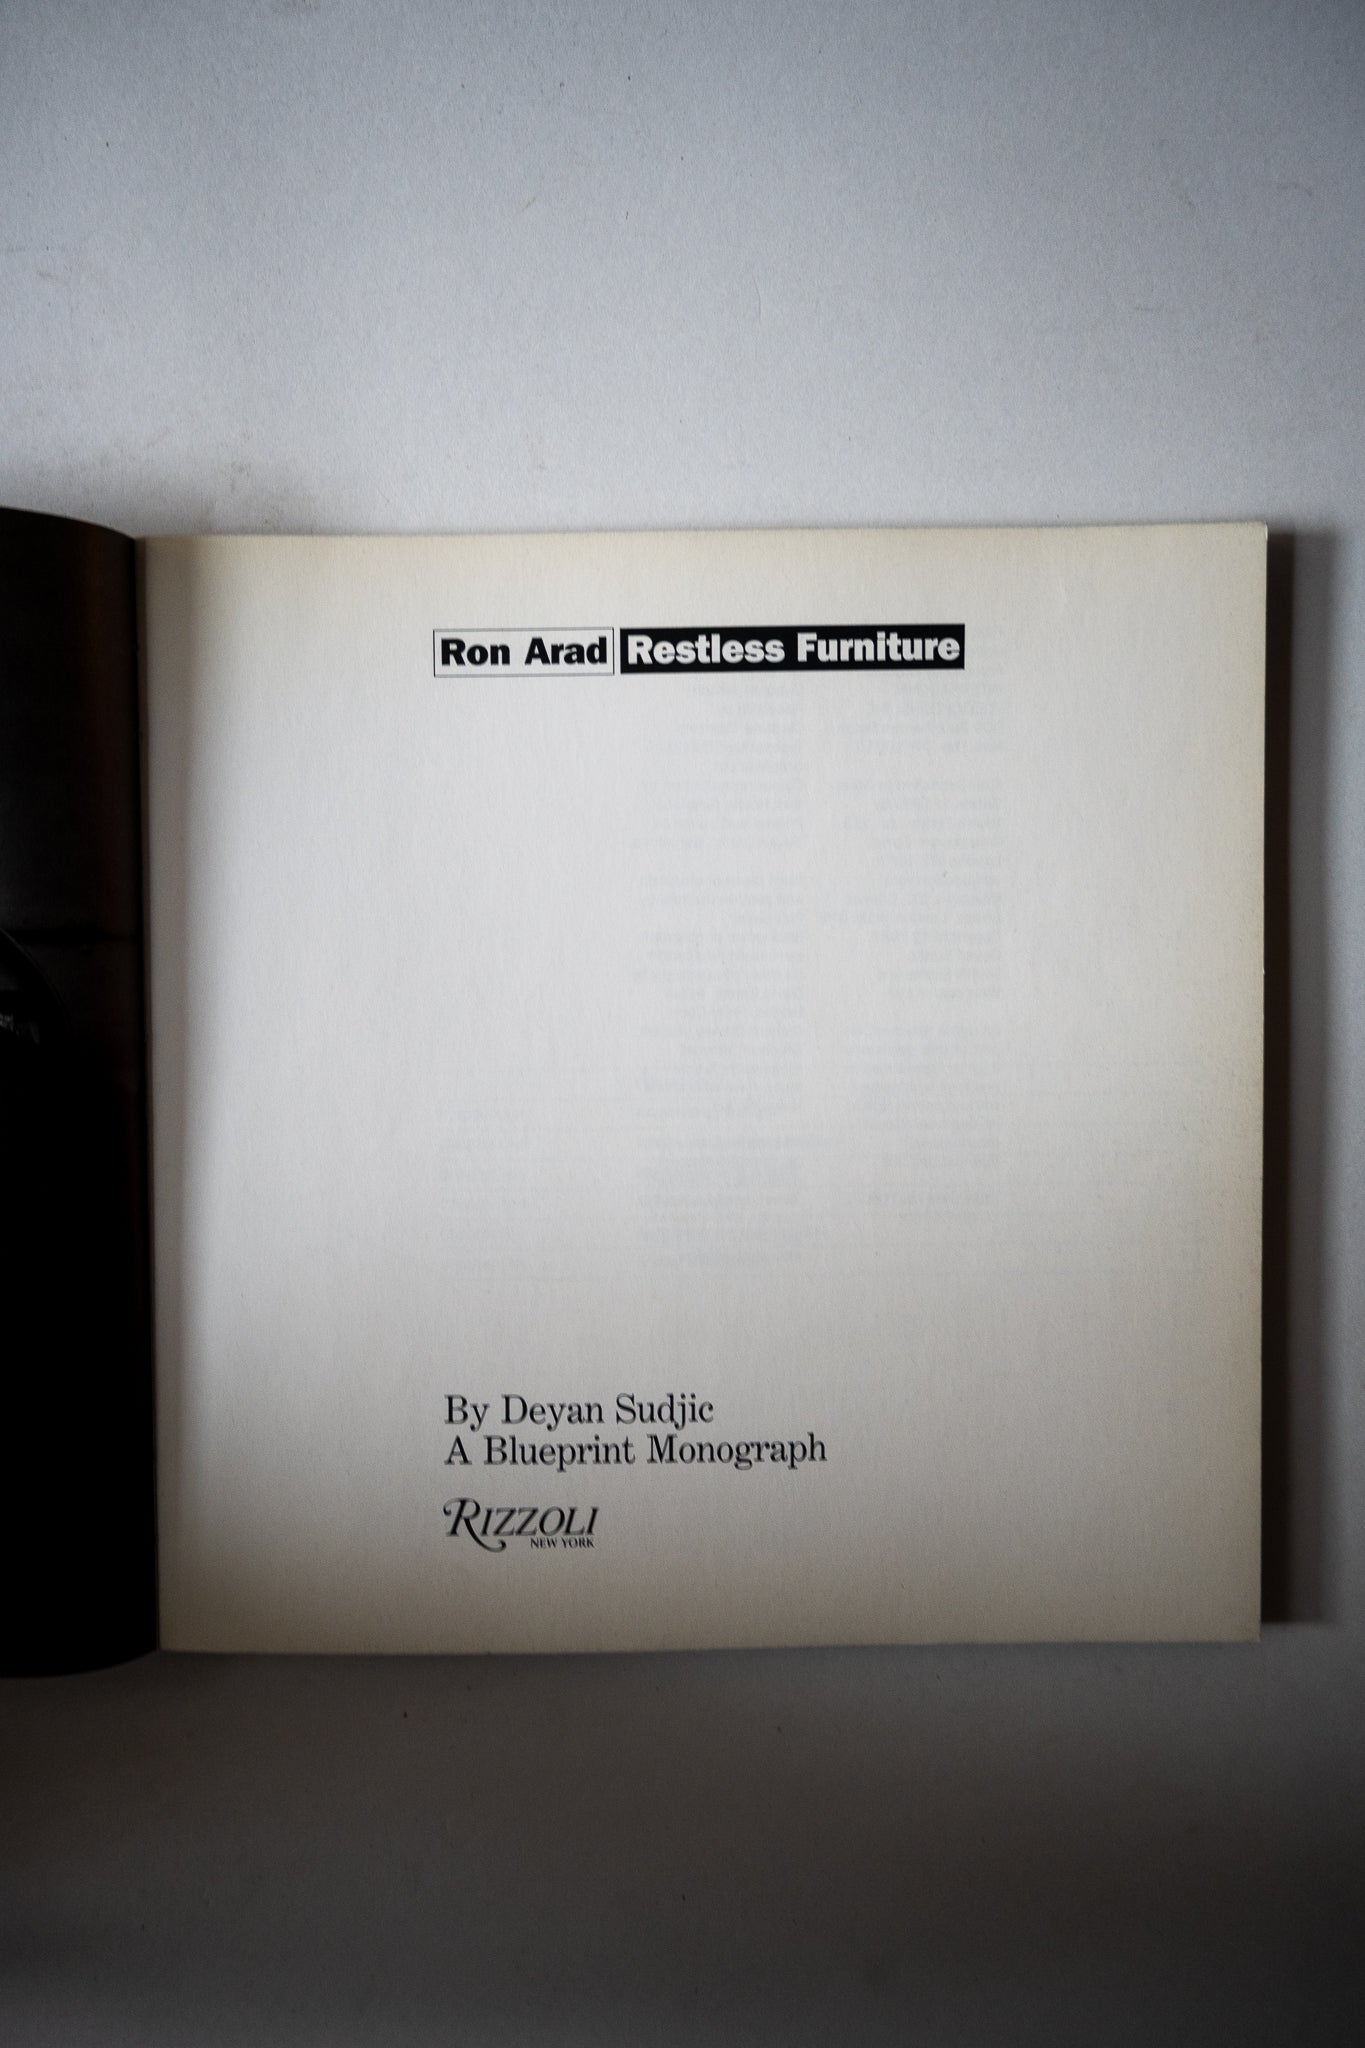 Ron Arad Restless Furniture
By Deyan Sudjic
A Blueprint Monograph
RIZZOLI
NEW YORK